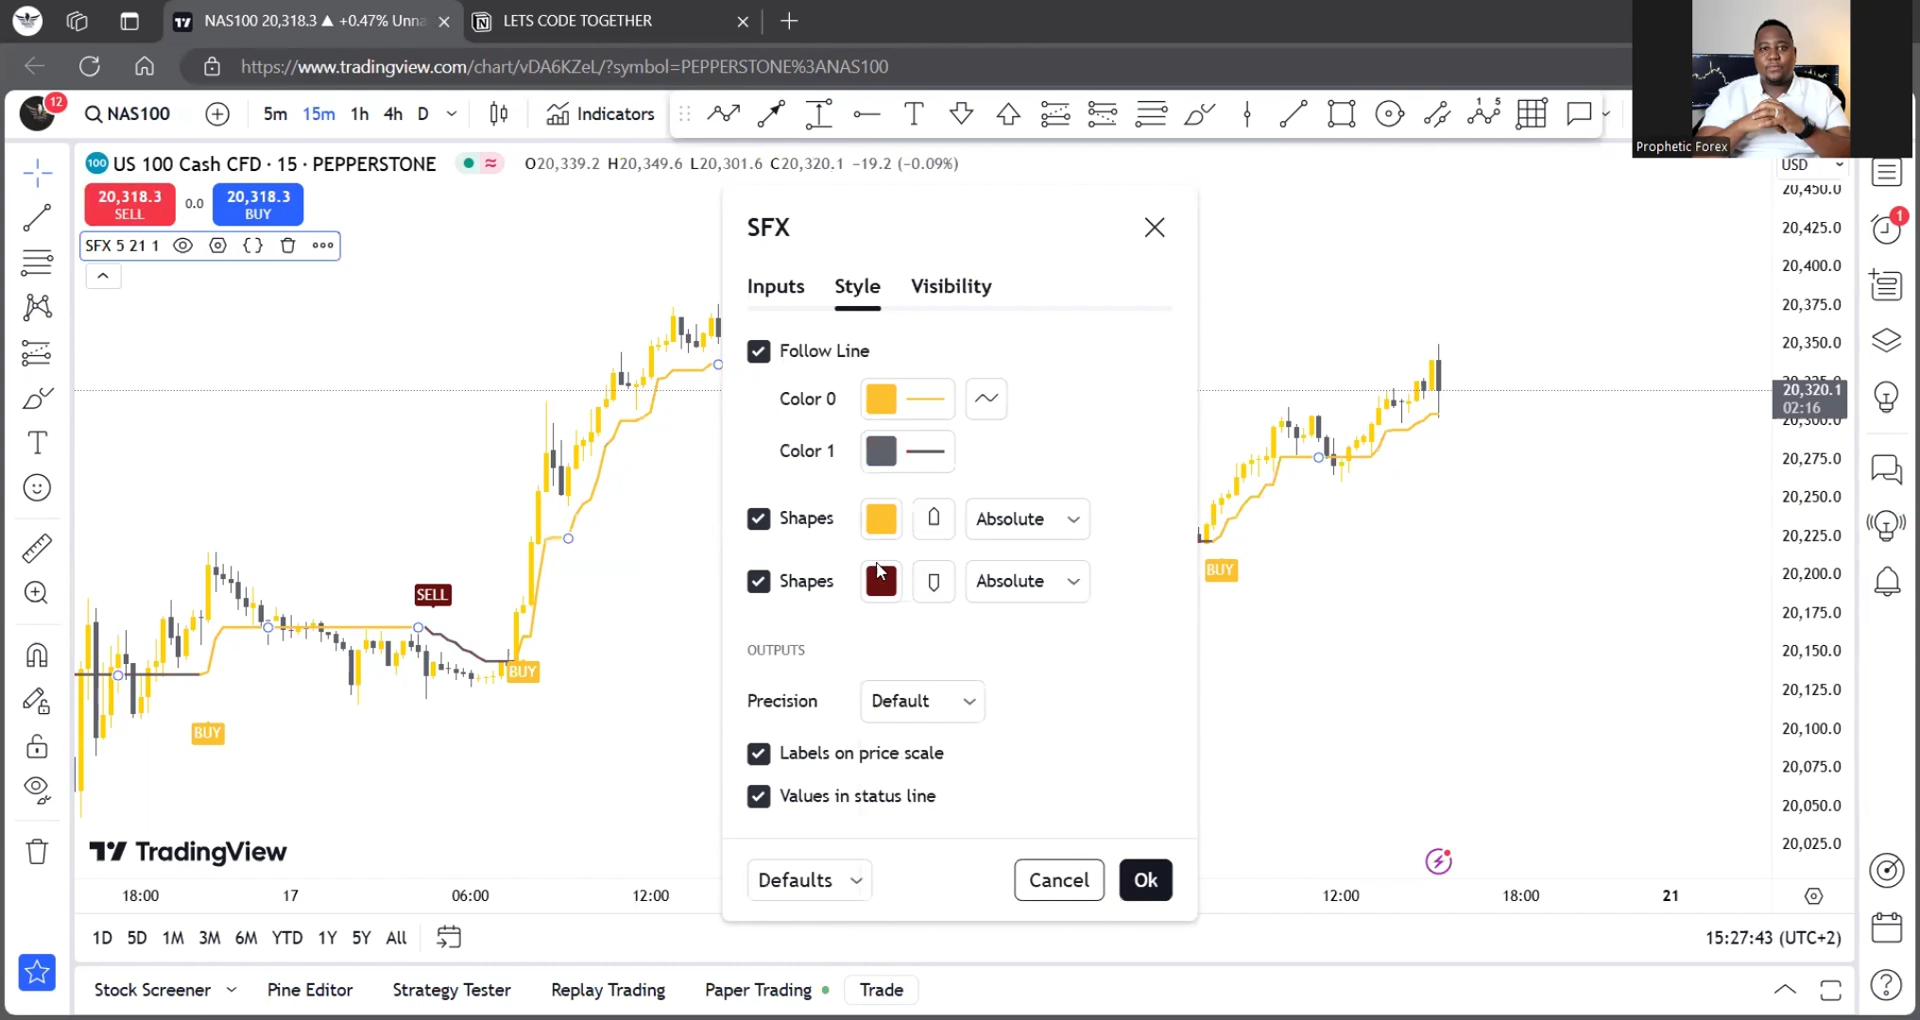 NAS100 20,318.3 ▲ +0.47% Unna
LETS CODE TOGETHER
https://www.tradingview.com/chart/vDA6KZeL/?symbol=PEPPERSTONE%3ANAS100
Prophetic Forex
12
NAS100
5m 15m 1h 4h D
Indicators
1 5
100 US 100 Cash CFD · 15 · PEPPERSTONE
O20,339.2 H20,349.6 L20,301.6 C20,320.1 −19.2 (−0.09%)
USD
20,318.3
SELL
0.0
20,318.3
BUY
SFX 5 21 1
SFX
Inputs Style Visibility
Follow Line
Color 0
Color 1
Shapes Absolute
Shapes Absolute
OUTPUTS
Precision Default
Labels on price scale
Values in status line
Defaults Cancel Ok
SELL
BUY
BUY
BUY
20,450.0
20,425.0
20,400.0
20,375.0
20,350.0
20,320.1
02:16
20,300.0
20,275.0
20,250.0
20,225.0
20,200.0
20,175.0
20,150.0
20,125.0
20,100.0
20,075.0
20,050.0
20,025.0
1
TradingView
18:00 17 06:00 12:00 12:00 18:00 21
1D 5D 1M 3M 6M YTD 1Y 5Y All
15:27:43 (UTC+2)
Stock Screener Pine Editor Strategy Tester Replay Trading Paper Trading Trade